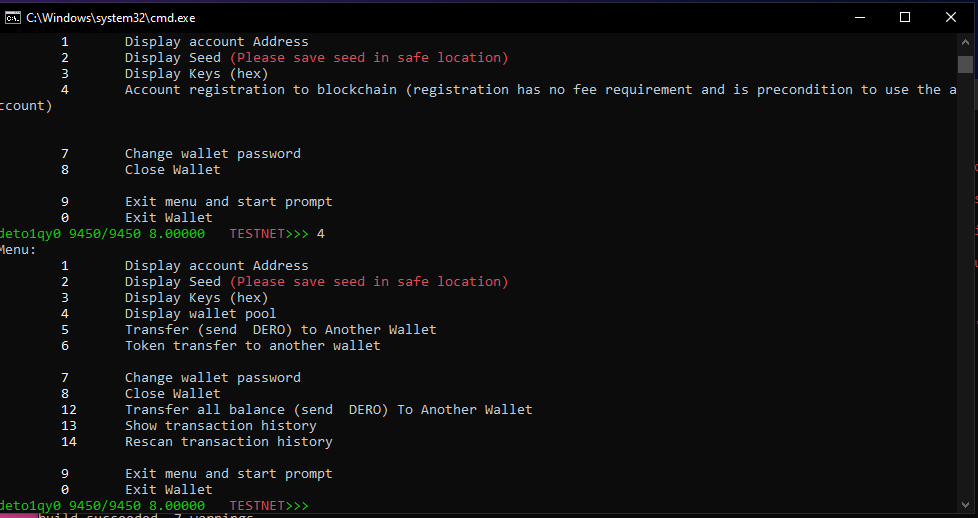 C:\Windows\system32\cmd.exe
1 Display account Address
2 Display Seed (Please save seed in safe location)
3 Display Keys (hex)
4 Account registration to blockchain (registration has no fee requirement and is precondition to use the a
ccount)
7 Change wallet password
8 Close Wallet
9 Exit menu and start prompt
0 Exit Wallet
deto1qy0 9450/9450 8.00000 TESTNET>>> 4
Menu:
1 Display account Address
2 Display Seed (Please save seed in safe location)
3 Display Keys (hex)
4 Display wallet pool
5 Transfer (send DERO) to Another Wallet
6 Token transfer to another wallet
7 Change wallet password
8 Close Wallet
12 Transfer all balance (send DERO) To Another Wallet
13 Show transaction history
14 Rescan transaction history
9 Exit menu and start prompt
0 Exit Wallet
deto1qy0 9450/9450 8.00000 TESTNET>>>
build succeeded, 7 warnings